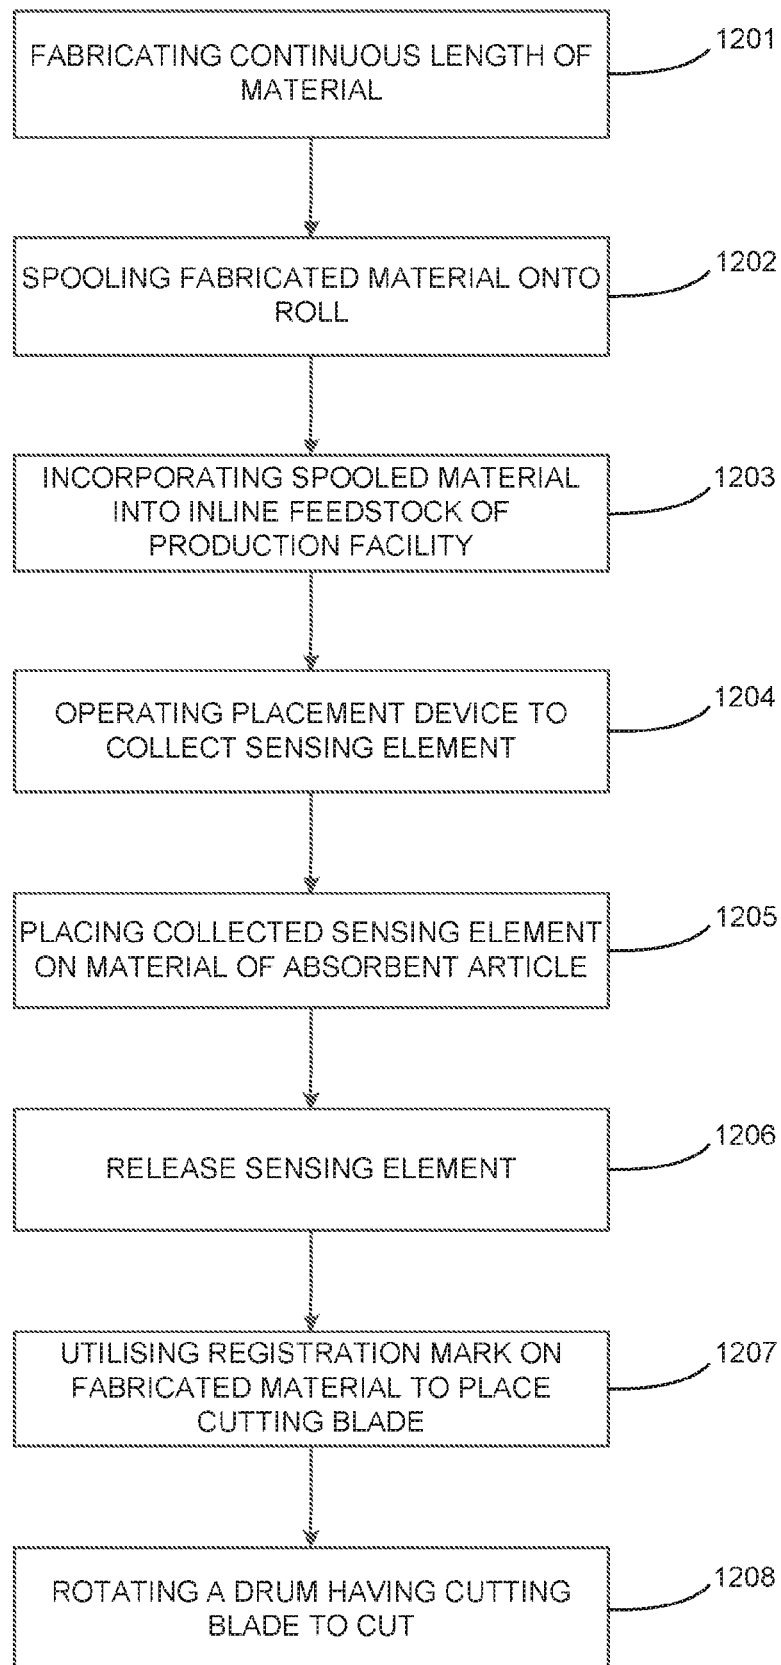 FABRICATING CONTINUOUS LENGTH OF
MATERIAL
1201
SPOOLING FABRICATED MATERIAL ONTO
ROLL
1202
INCORPORATING SPOOLED MATERIAL
INTO INLINE FEEDSTOCK OF
PRODUCTION FACILITY
1203
OPERATING PLACEMENT DEVICE TO
COLLECT SENSING ELEMENT
1204
PLACING COLLECTED SENSING ELEMENT
ON MATERIAL OF ABSORBENT ARTICLE
1205
RELEASE SENSING ELEMENT
1206
UTILISING REGISTRATION MARK ON
FABRICATED MATERIAL TO PLACE
CUTTING BLADE
1207
ROTATING A DRUM HAVING CUTTING
BLADE TO CUT
1208